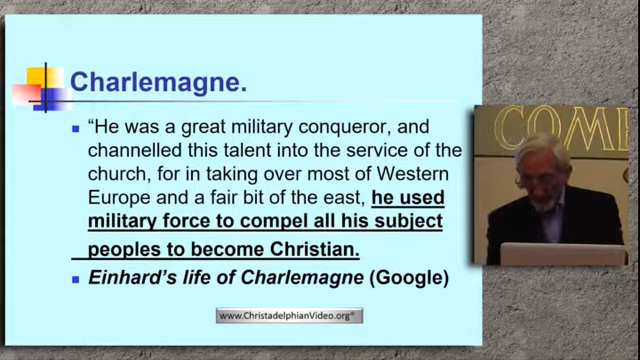 Charlemagne.
“He was a great military conqueror, and
channelled this talent into the service of the
church, for in taking over most of Western
Europe and a fair bit of the east, he used
military force to compel all his subject
peoples to become Christian.
Einhard's life of Charlemagne (Google)
www.ChristadelphianVideo.org®
COME